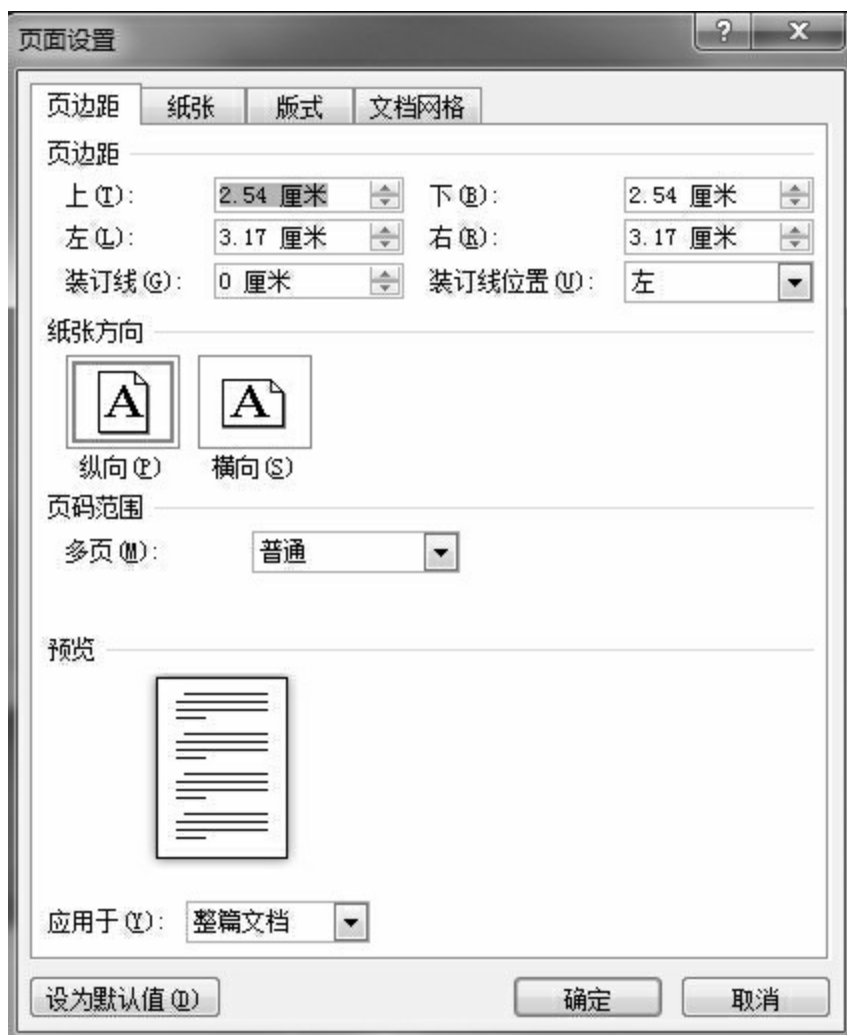 页面设置
页边距 纸张 版式 文档网格
页边距
上(T): 2.54 厘米 下(B): 2.54 厘米
左(L): 3.17 厘米 右(R): 3.17 厘米
装订线(G): 0 厘米 装订线位置(U): 左
纸张方向
A A
纵向(P) 横向(S)
页码范围
多页(M): 普通
预览
应用于(Y): 整篇文档
设为默认值(D) 确定 取消